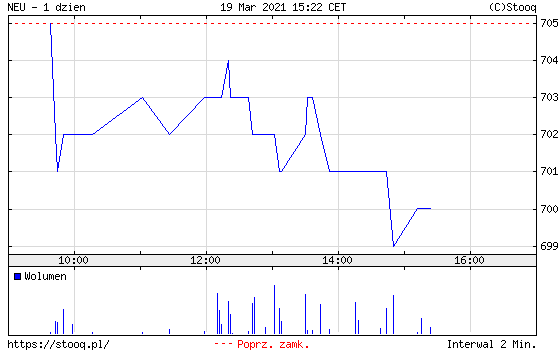 NEU - 1 dzien 19 Mar 2021 15:22 CET (C)Stooq
705
704
703
702
701
700
699
10:00 12:00 14:00 16:00
Wolumen
https://stooq.pl/ --- Poprz. zamk. Interwal 2 Min.